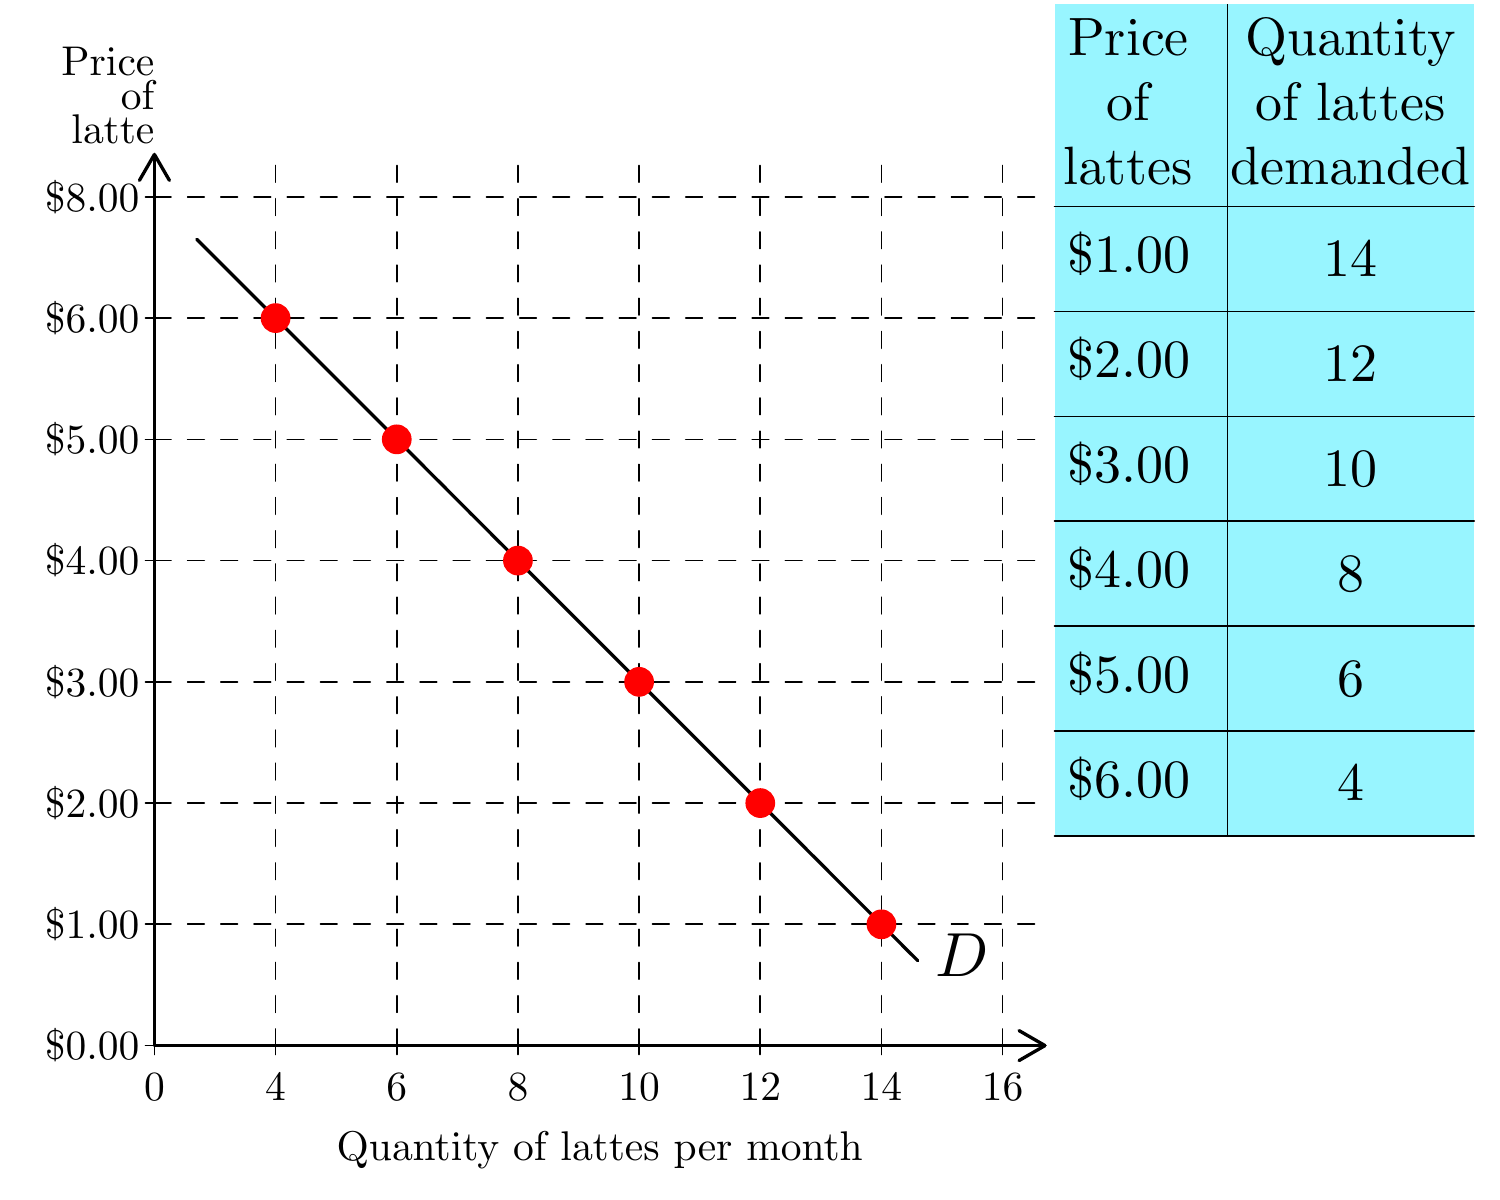 Price
of
latte
$8.00
$6.00
$5.00
$4.00
$3.00
$2.00
$1.00
$0.00
0 4 6 8 10 12 14 16
Quantity of lattes per month
D
Price Quantity
of of lattes
lattes demanded
$1.00 14
$2.00 12
$3.00 10
$4.00 8
$5.00 6
$6.00 4